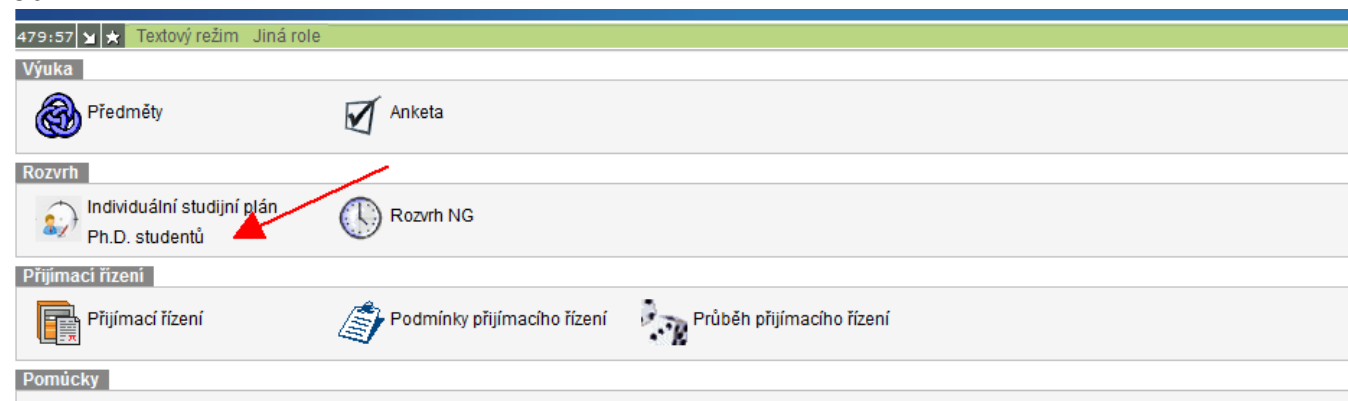 479:57 Textový režim Jiná role
Výuka
Předměty Anketa
Rozvrh
Individuální studijní plán
Ph.D. studentů
Rozvrh NG
Přijímací řízení
Přijímací řízení Podmínky přijímacího řízení Průběh přijímacího řízení
Pomůcky